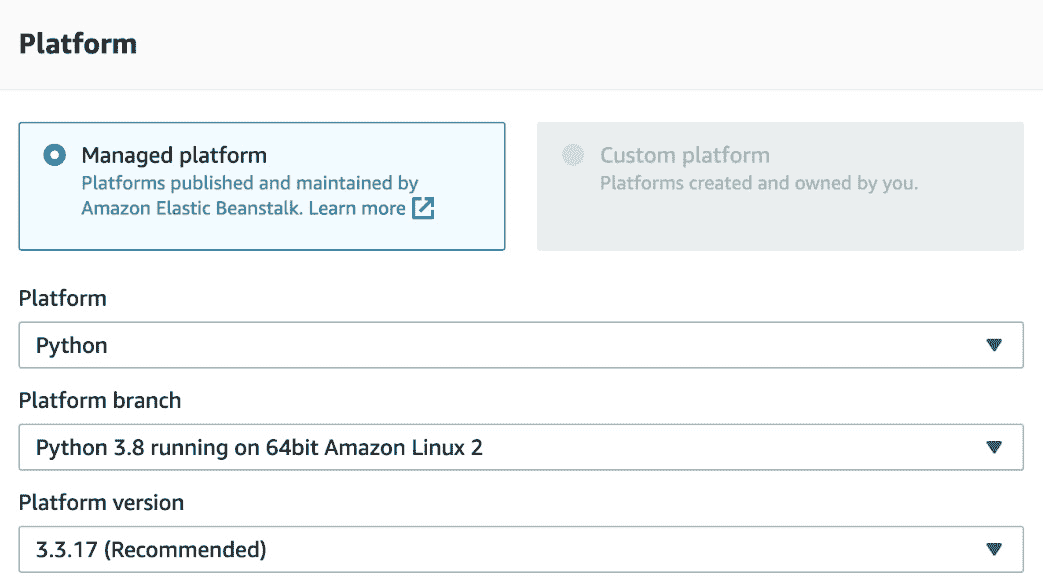 Platform
Managed platform
Platforms published and maintained by
Amazon Elastic Beanstalk. Learn more
Custom platform
Platforms created and owned by you.
Platform
Python
Platform branch
Python 3.8 running on 64bit Amazon Linux 2
Platform version
3.3.17 (Recommended)